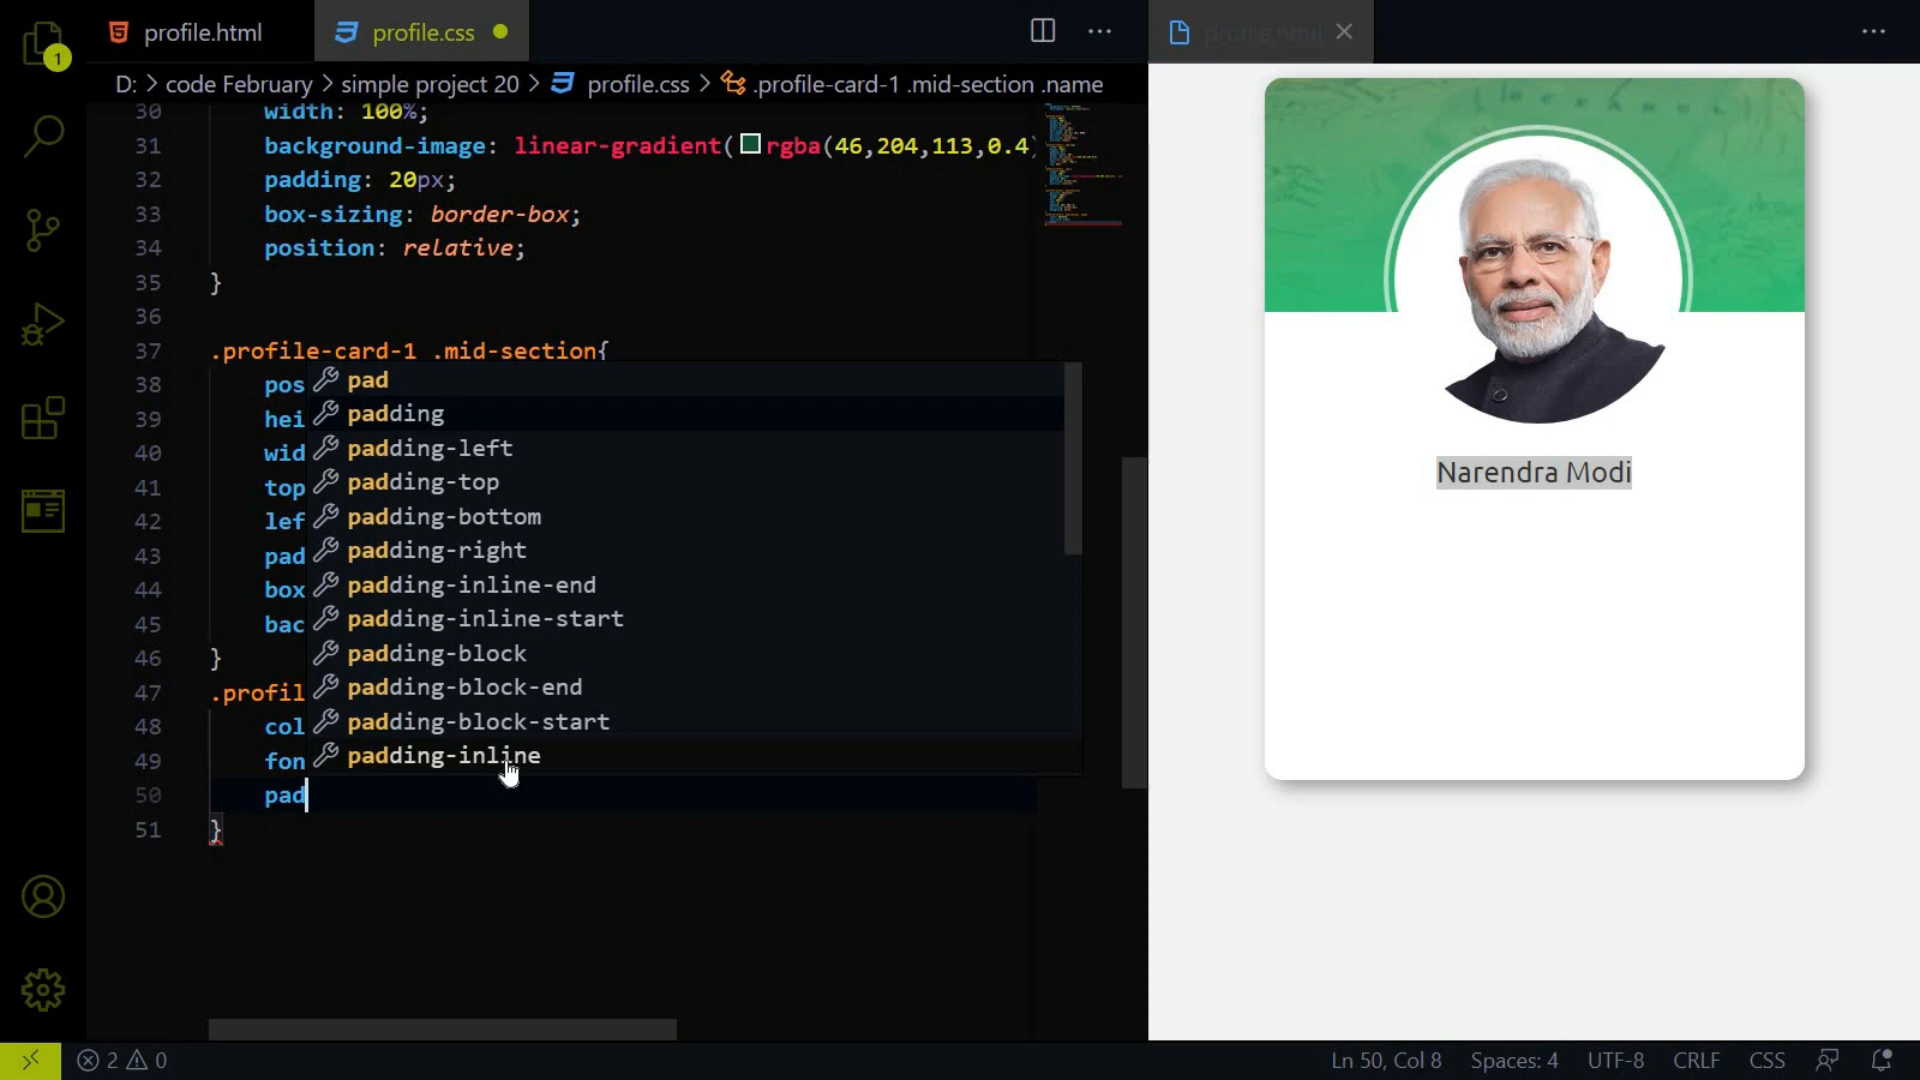 1
profile.html
profile.css
profile.html
D: > code February > simple project 20 > profile.css > .profile-card-1 .mid-section .name
30 width: 100%;
31 background-image: linear-gradient( rgba(46,204,113,0.4)
32 padding: 20px;
33 box-sizing: border-box;
34 position: relative;
35 }
36
37 .profile-card-1 .mid-section{
38 pos
39 hei
40 wid
41 top
42 lef
43 pad
44 box
45 bac
46 }
47 .profil
48 col
49 fon
50 pad
51 }
pad
padding
padding-left
padding-top
padding-bottom
padding-right
padding-inline-end
padding-inline-start
padding-block
padding-block-end
padding-block-start
padding-inline
Narendra Modi
2 0
Ln 50, Col 8 Spaces: 4 UTF-8 CRLF CSS